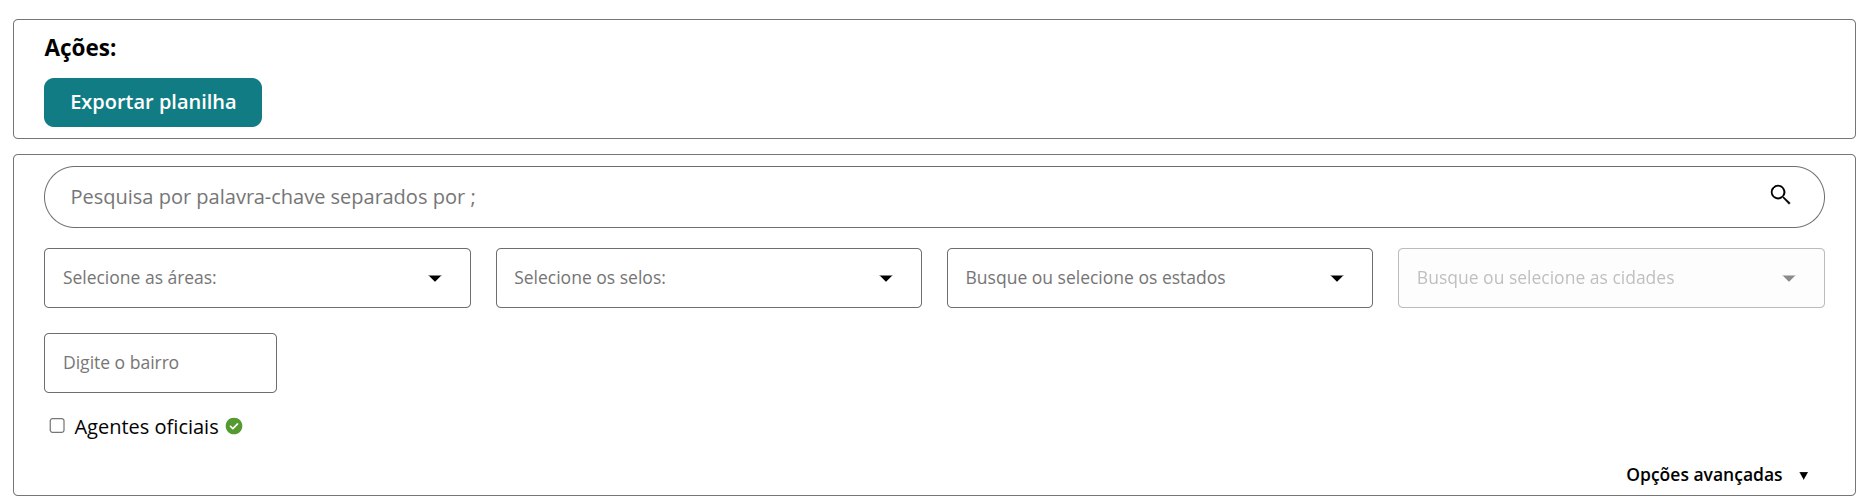 Ações:
Exportar planilha
Pesquisa por palavra-chave separados por ;
Selecione as áreas:
Selecione os selos:
Busque ou selecione os estados
Busque ou selecione as cidades
Digite o bairro
Agentes oficiais
Opções avançadas